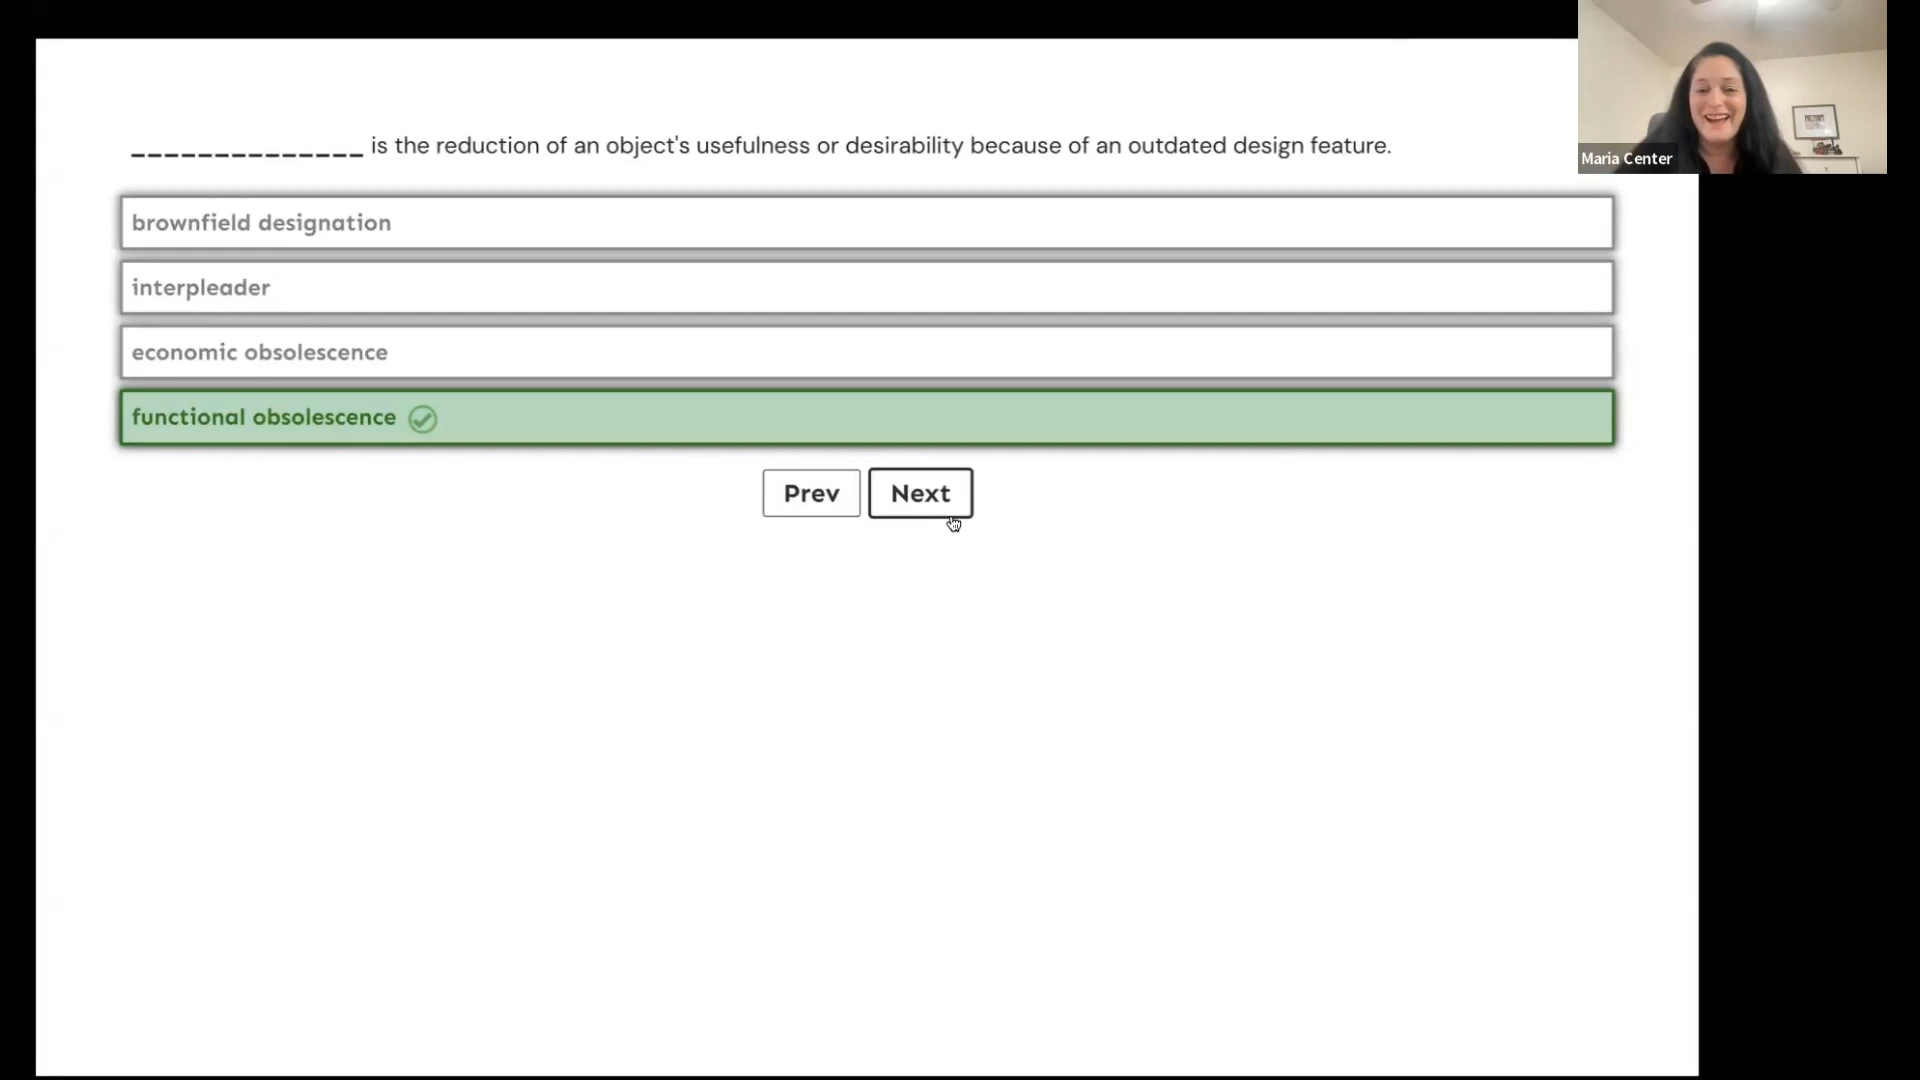 ______________ is the reduction of an object's usefulness or desirability because of an outdated design feature.
Maria Center
brownfield designation
interpleader
economic obsolescence
functional obsolescence
Prev Next